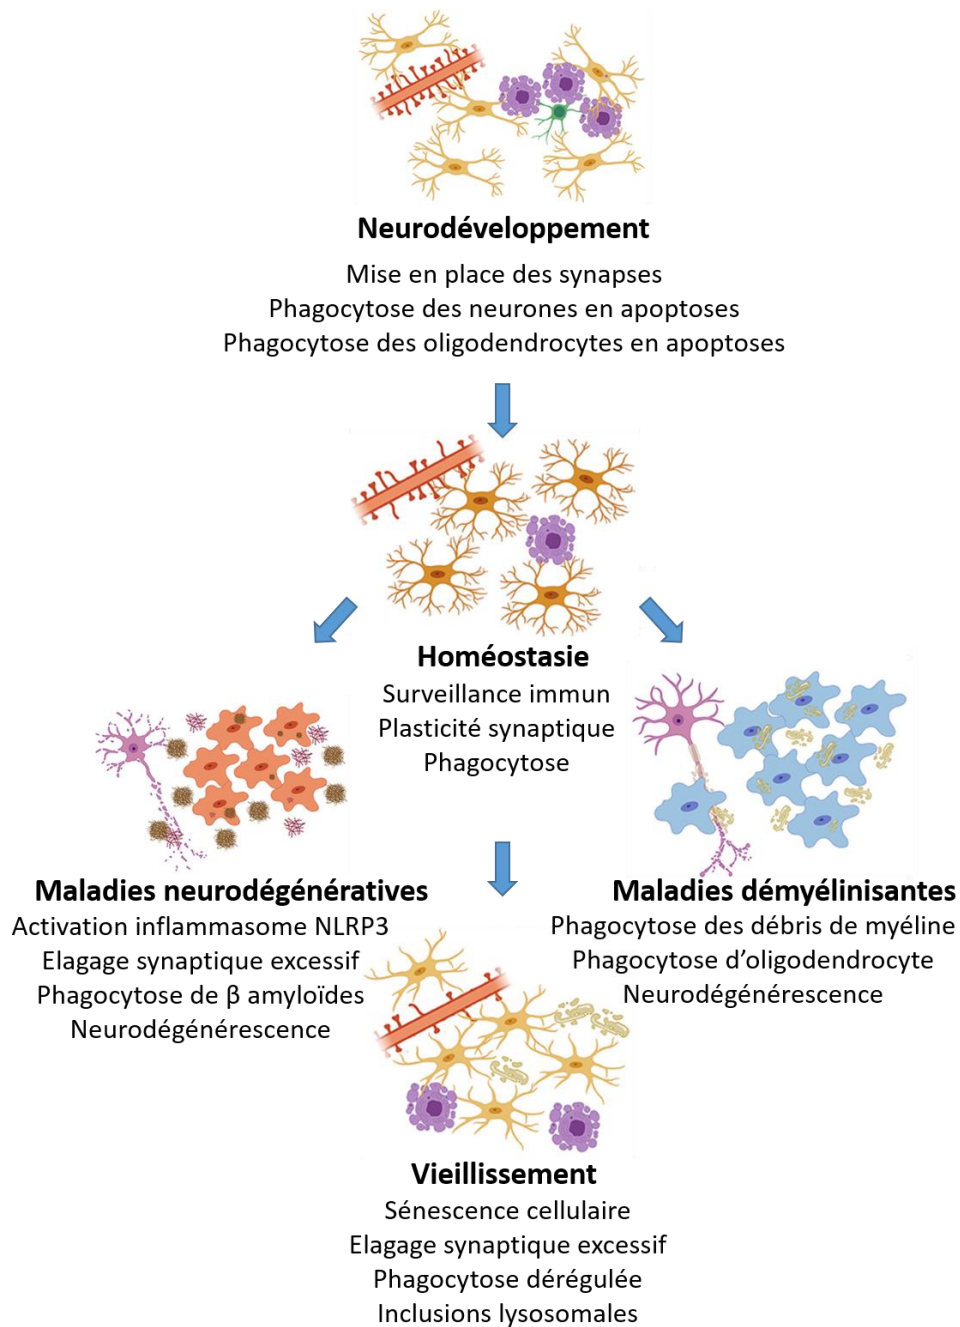 Neurodéveloppement
Mise en place des synapses
Phagocytose des neurones en apoptoses
Phagocytose des oligodendrocytes en apoptoses
Homéostasie
Surveillance immun
Plasticité synaptique
Phagocytose
Maladies neurodégénératives
Activation inflammasome NLRP3
Elagage synaptique excessif
Phagocytose de β amyloïdes
Neurodégénérescence
Maladies démyélinisantes
Phagocytose des débris de myéline
Phagocytose d’oligodendrocyte
Neurodégénérescence
Vieillissement
Sénescence cellulaire
Elagage synaptique excessif
Phagocytose dérégulée
Inclusions lysosomales